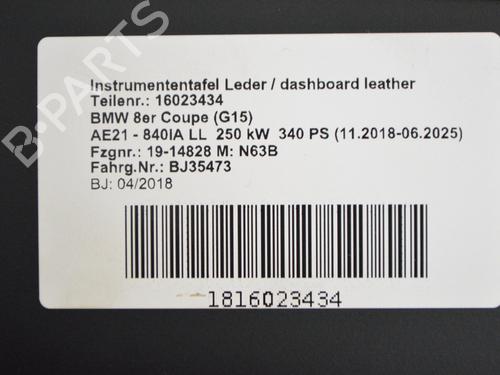 B-PARTS
Instrumententafel Leder / dashboard leather
Teilenr.: 16023434
BMW 8er Coupe (G15)
AE21 - 840IA LL 250 kW 340 PS (11.2018-06.2025)
Fzgnr.: 19-14828 M: N63B
Fahrg.Nr.: BJ35473
BJ: 04/2018
1816023434